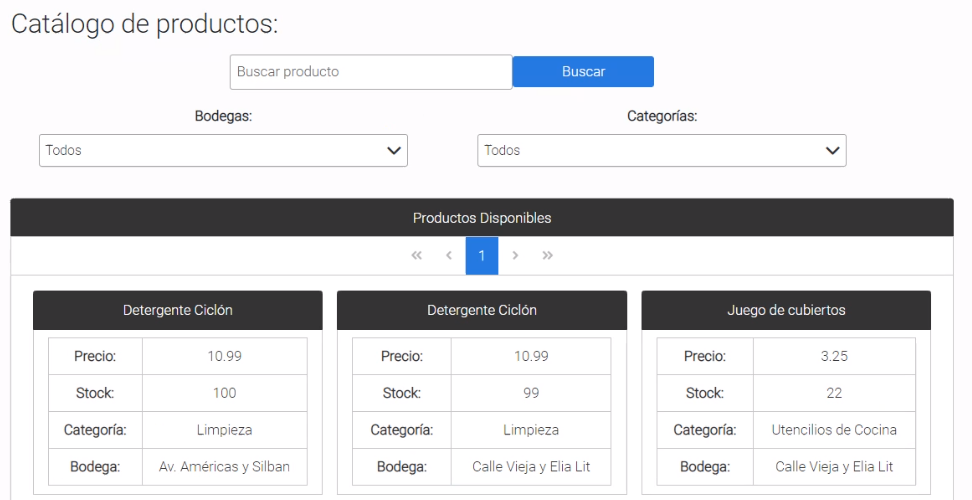 Catálogo de productos:
Buscar producto Buscar
Bodegas: Categorías:
Todos Todos
Productos Disponibles
« ‹ 1 › »
Detergente Ciclón Detergente Ciclón Juego de cubiertos
Precio: 10.99 Precio: 10.99 Precio: 3.25
Stock: 100 Stock: 99 Stock: 22
Categoría: Limpieza Categoría: Limpieza Categoría: Utencilios de Cocina
Bodega: Av. Américas y Silban Bodega: Calle Vieja y Elia Lit Bodega: Calle Vieja y Elia Lit